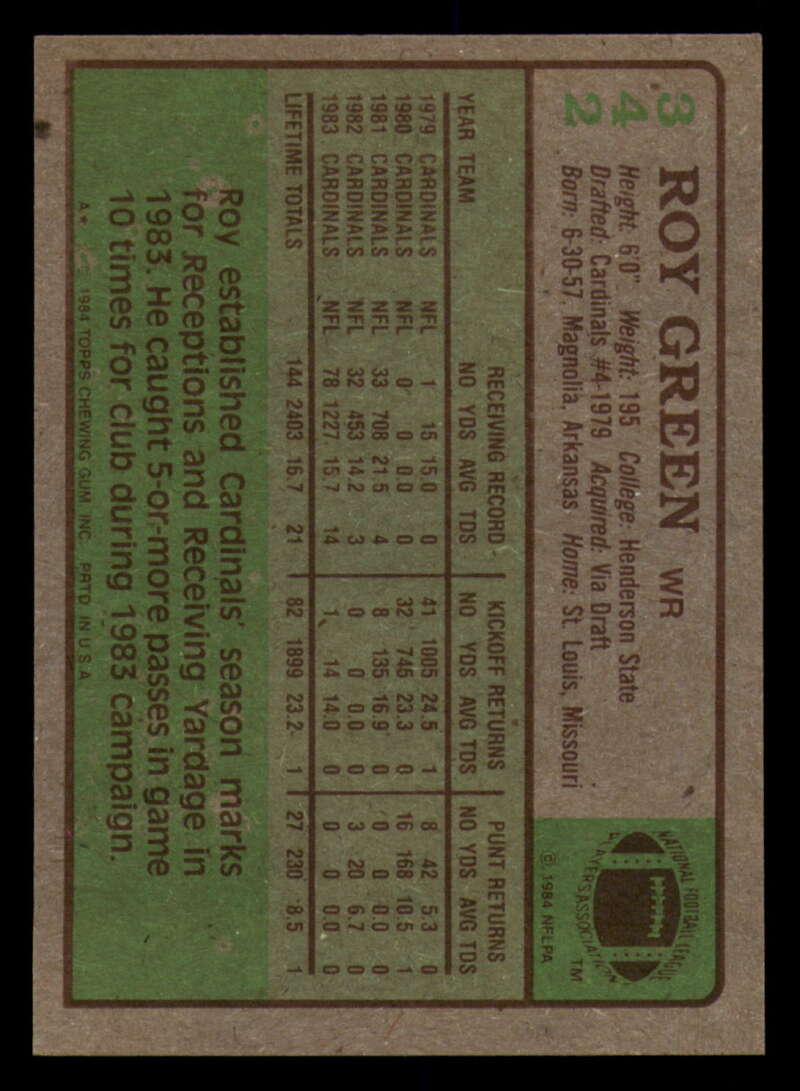 342
ROY GREEN WR
Height: 6'0" Weight: 195 College: Henderson State
Drafted: Cardinals #4-1979 Acquired: Via Draft
Born: 6-30-57, Magnolia, Arkansas Home: St. Louis, Missouri
NATIONAL FOOTBALL LEAGUE
PLAYERS ASSOCIATION
TM
© 1984 NFLPA
RECEIVING RECORD KICKOFF RETURNS PUNT RETURNS
YEAR TEAM NO YDS AVG TDS NO YDS AVG TDS NO YDS AVG TDS
1979 CARDINALS NFL 1 15 15.0 0 41 1005 24.5 1 8 42 5.3 0
1980 CARDINALS NFL 0 0 0.0 0 32 745 23.3 0 16 168 10.5 1
1981 CARDINALS NFL 33 708 21.5 4 8 135 16.9 0 0 0 0.0 0
1982 CARDINALS NFL 32 453 14.2 3 0 0 0.0 0 3 20 6.7 0
1983 CARDINALS NFL 78 1227 15.7 14 1 14 14.0 0 0 0 0.0 0
LIFETIME TOTALS 144 2403 16.7 21 82 1899 23.2 1 27 230 8.5 1
Roy established Cardinals' season marks
for Receptions and Receiving Yardage in
1983. He caught 5-or-more passes in game
10 times for club during 1983 campaign.
A* 1984 TOPPS CHEWING GUM, INC. PRTD IN U S A